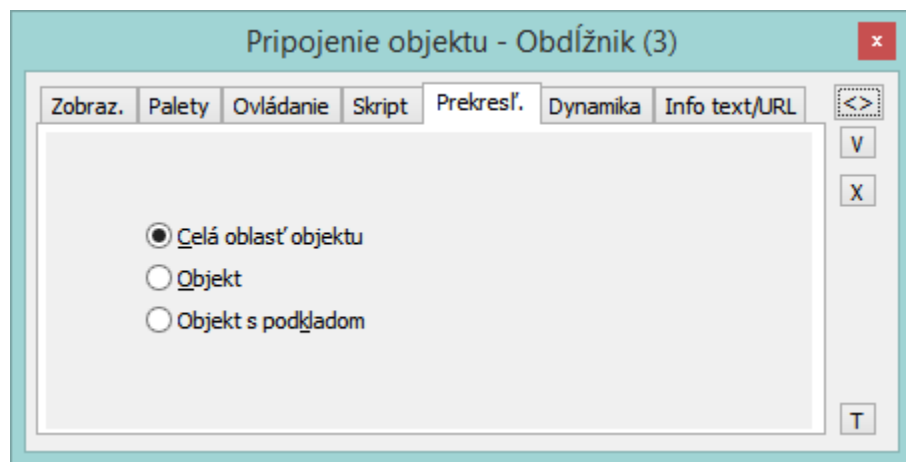 Pripojenie objektu - Obdĺžnik (3)
x
Zobraz. Palety Ovládanie Skript Prekresľ. Dynamika Info text/URL <>
V
X
Celá oblasť objektu
Objekt
Objekt s podkladom
T